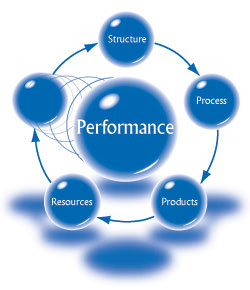 Structure
Process
Performance
Resources
Products